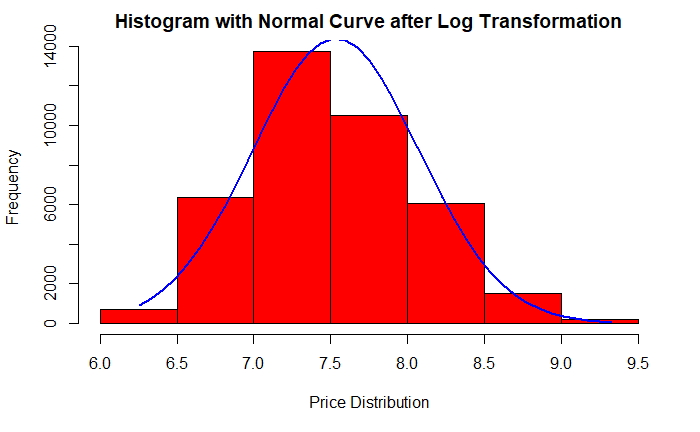 Histogram with Normal Curve after Log Transformation
14000
10000
6000
2000
0
Frequency
6.0 6.5 7.0 7.5 8.0 8.5 9.0 9.5
Price Distribution